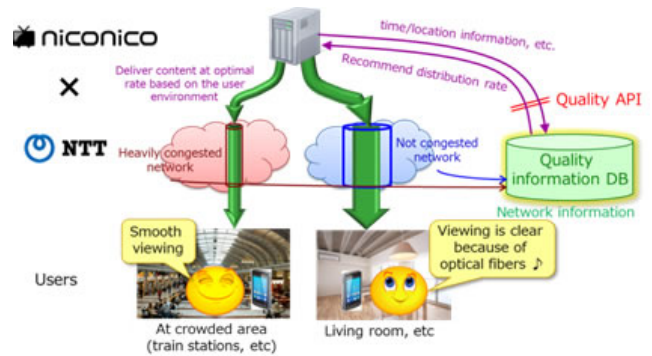 niconico
×
NTT
Users
time/location information, etc.
Recommend distribution rate
Quality API
Deliver content at optimal
rate based on the user
environment
Heavily congested
network
Not congested
network
Quality
information DB
Network information
Smooth
viewing
Viewing is clear
because of
optical fibers ♪
At crowded area
(train stations, etc)
Living room, etc